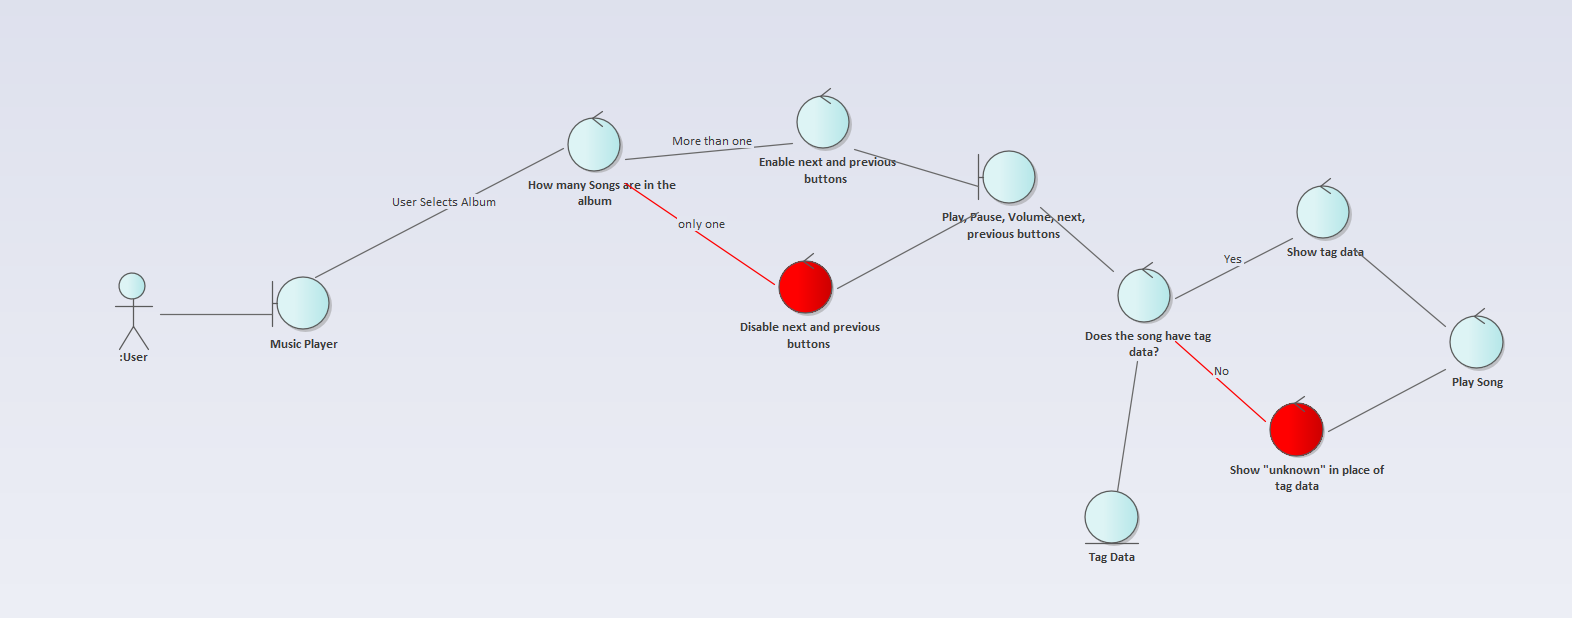 :User
Music Player
User Selects Album
How many Songs are in the
album
More than one
only one
Enable next and previous
buttons
Disable next and previous
buttons
Play, Pause, Volume, next,
previous buttons
Does the song have tag
data?
Yes
No
Show tag data
Show "unknown" in place of
tag data
Play Song
Tag Data